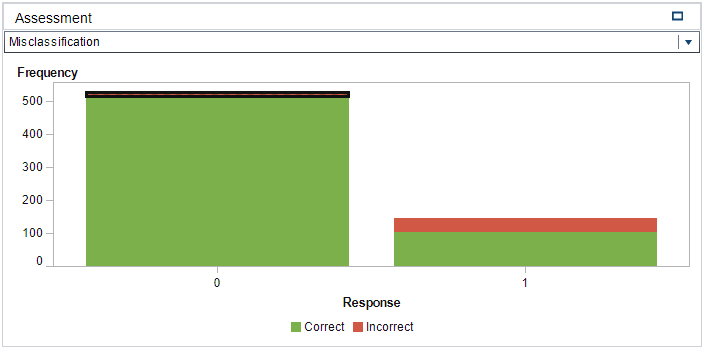 Assessment
Misclassification
Frequency
500
400
300
200
100
0
0 1
Response
Correct Incorrect